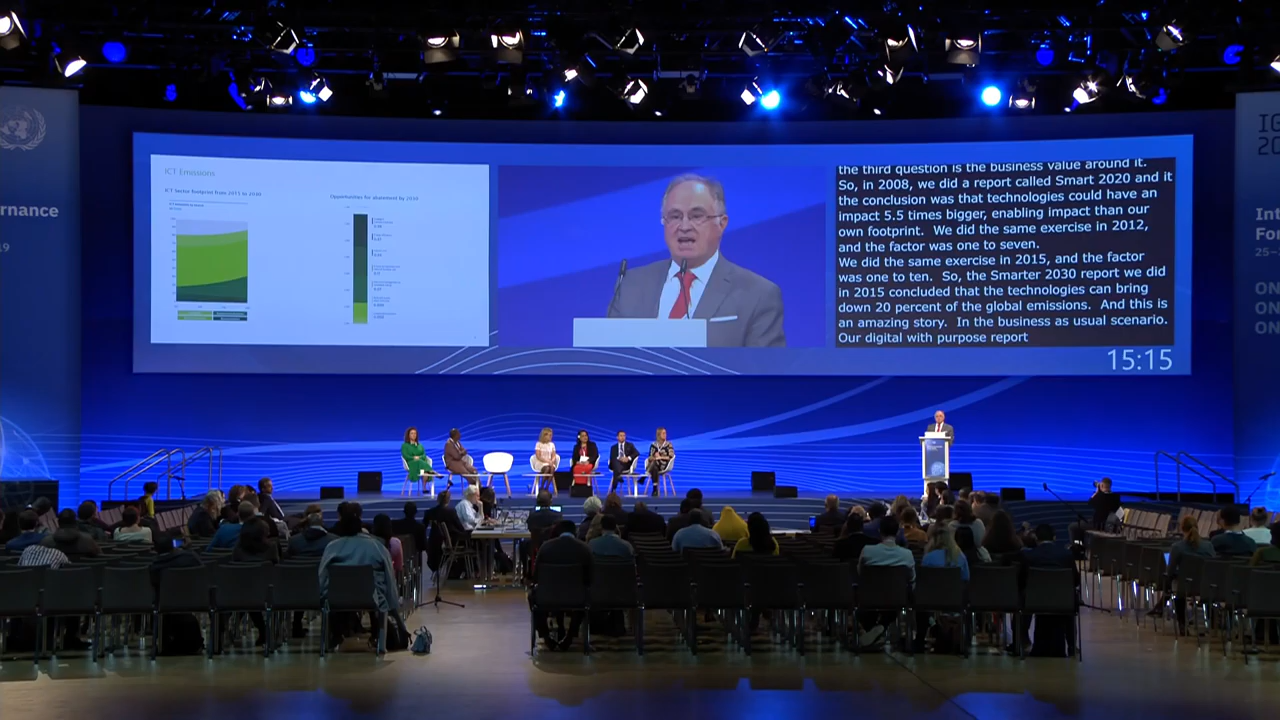 rnance
19
ICT Emissions
ICT Sector footprint from 2015 to 2030
Opportunities for abatement by 2030
the third question is the business value around it.
So, in 2008, we did a report called Smart 2020 and it
the conclusion was that technologies could have an
impact 5.5 times bigger, enabling impact than our
own footprint.  We did the same exercise in 2012,
and the factor was one to seven.
We did the same exercise in 2015, and the factor
was one to ten.  So, the Smarter 2030 report we did
in 2015 concluded that the technologies can bring
down 20 percent of the global emissions.  And this is
an amazing story.  In the business as usual scenario.
Our digital with purpose report
15:15
IG
20
Int
For
25-
ON
ON
ON